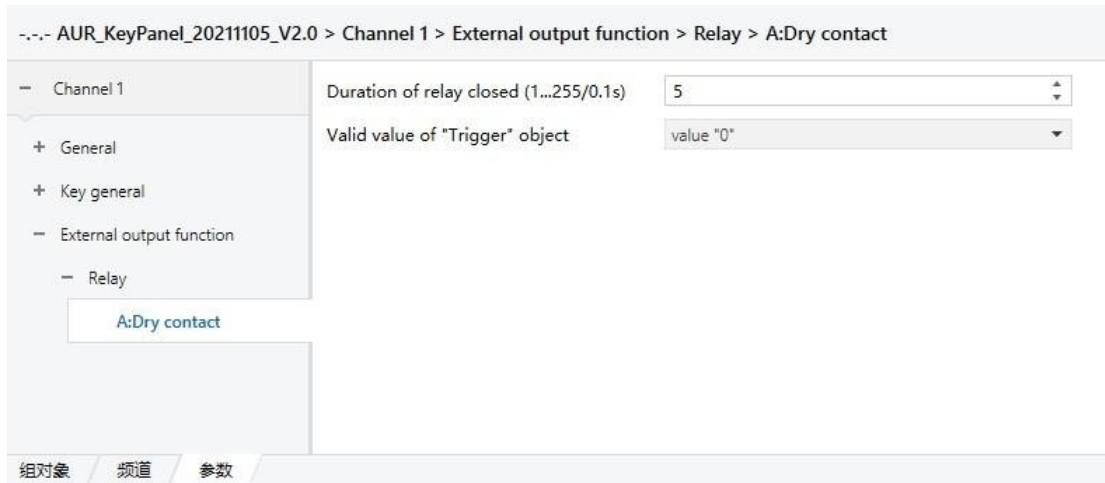 -.-.- AUR_KeyPanel_20211105_V2.0 > Channel 1 > External output function > Relay > A:Dry contact
Channel 1
General
Key general
External output function
Relay
A:Dry contact
Duration of relay closed (1...255/0.1s) 5
Valid value of "Trigger" object value "0"
组对象 频道 参数